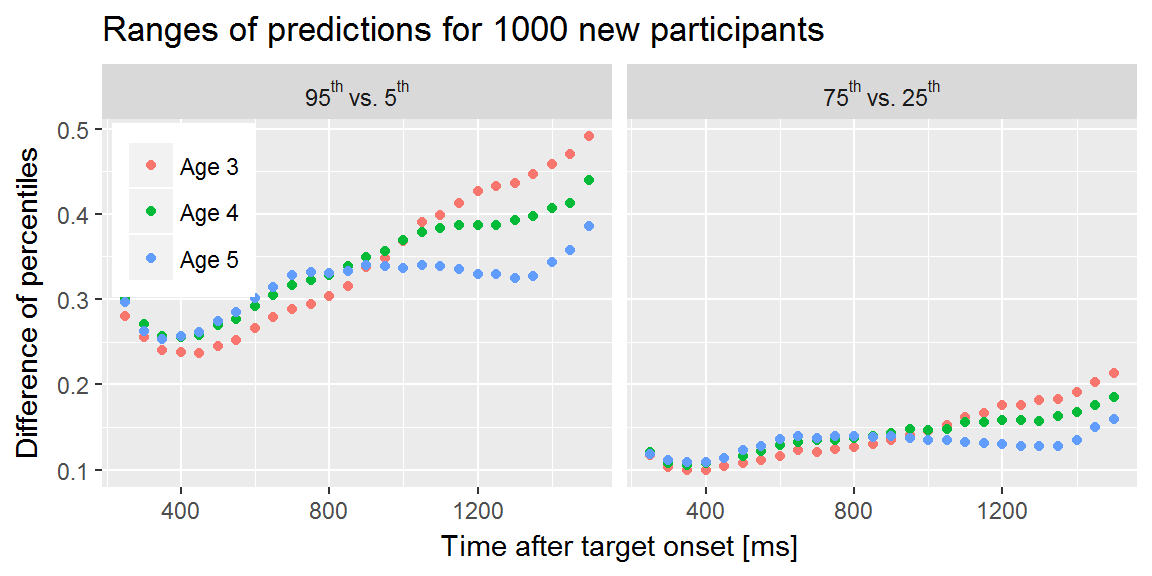 Ranges of predictions for 1000 new participants
95th vs. 5th
75th vs. 25th
Difference of percentiles
0.5
0.4
0.3
0.2
0.1
Age 3
Age 4
Age 5
400
800
1200
400
800
1200
Time after target onset [ms]